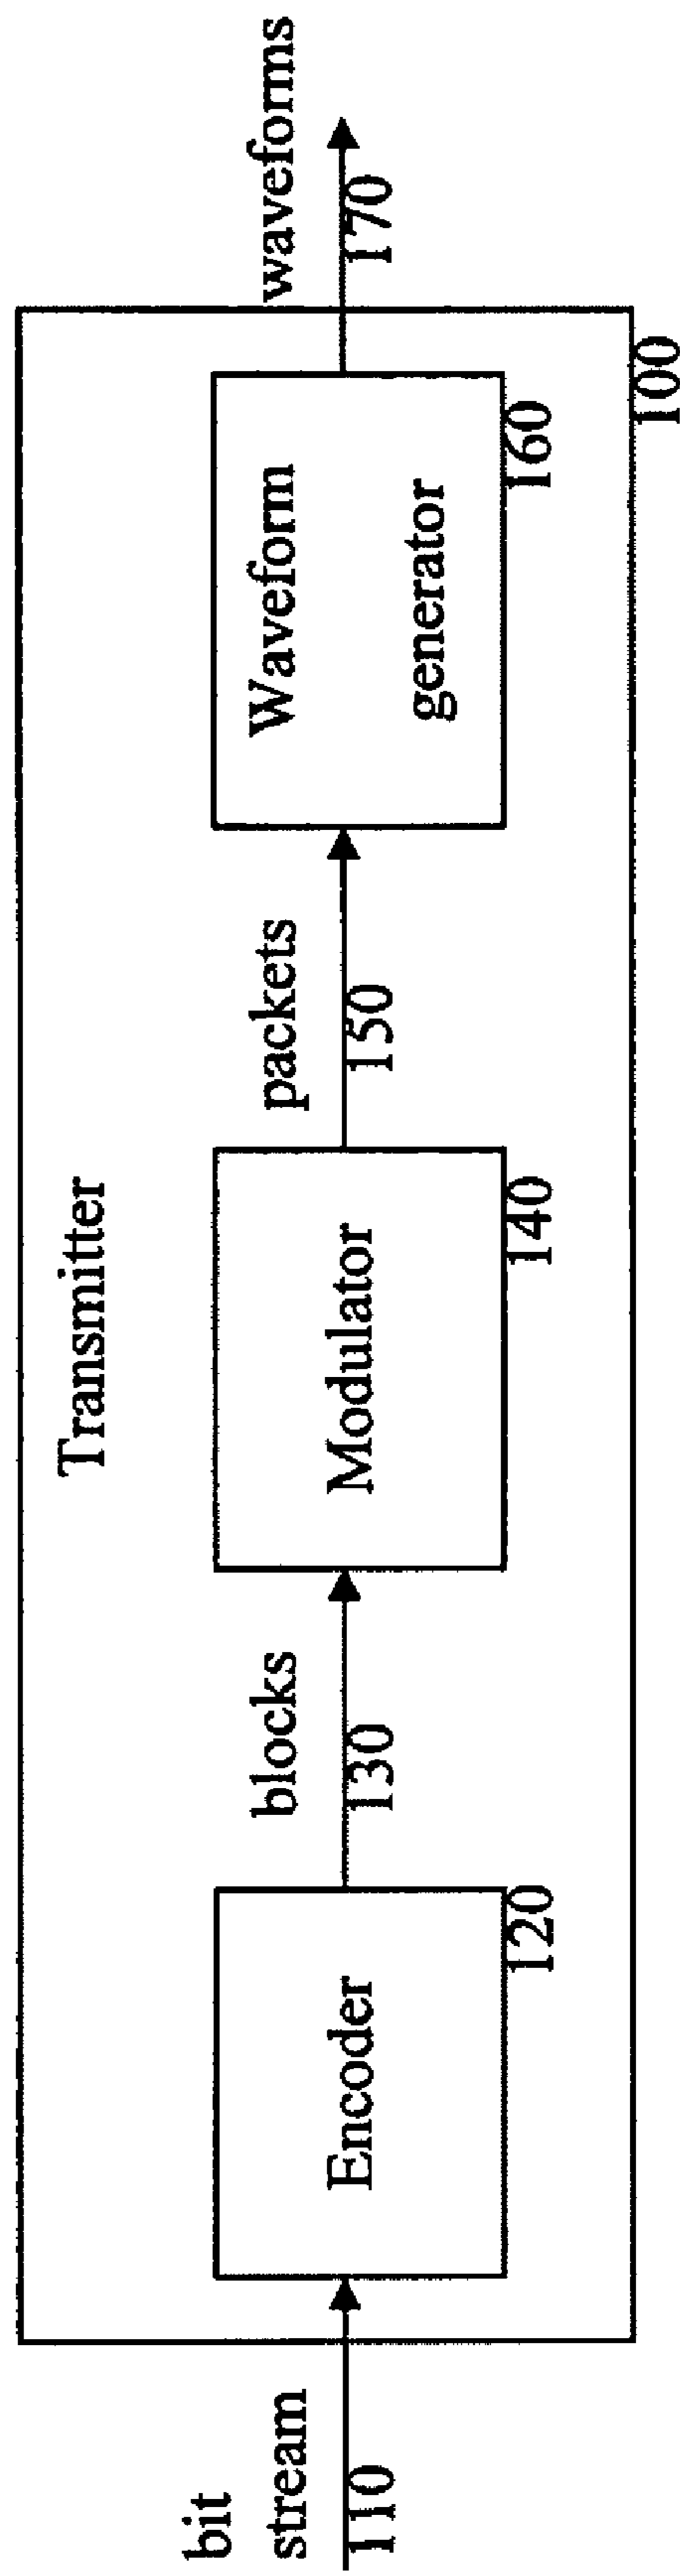 Transmitter
bit
stream
110
Encoder
120
blocks
130
Modulator
140
packets
150
Waveform
generator
160
waveforms
170
100